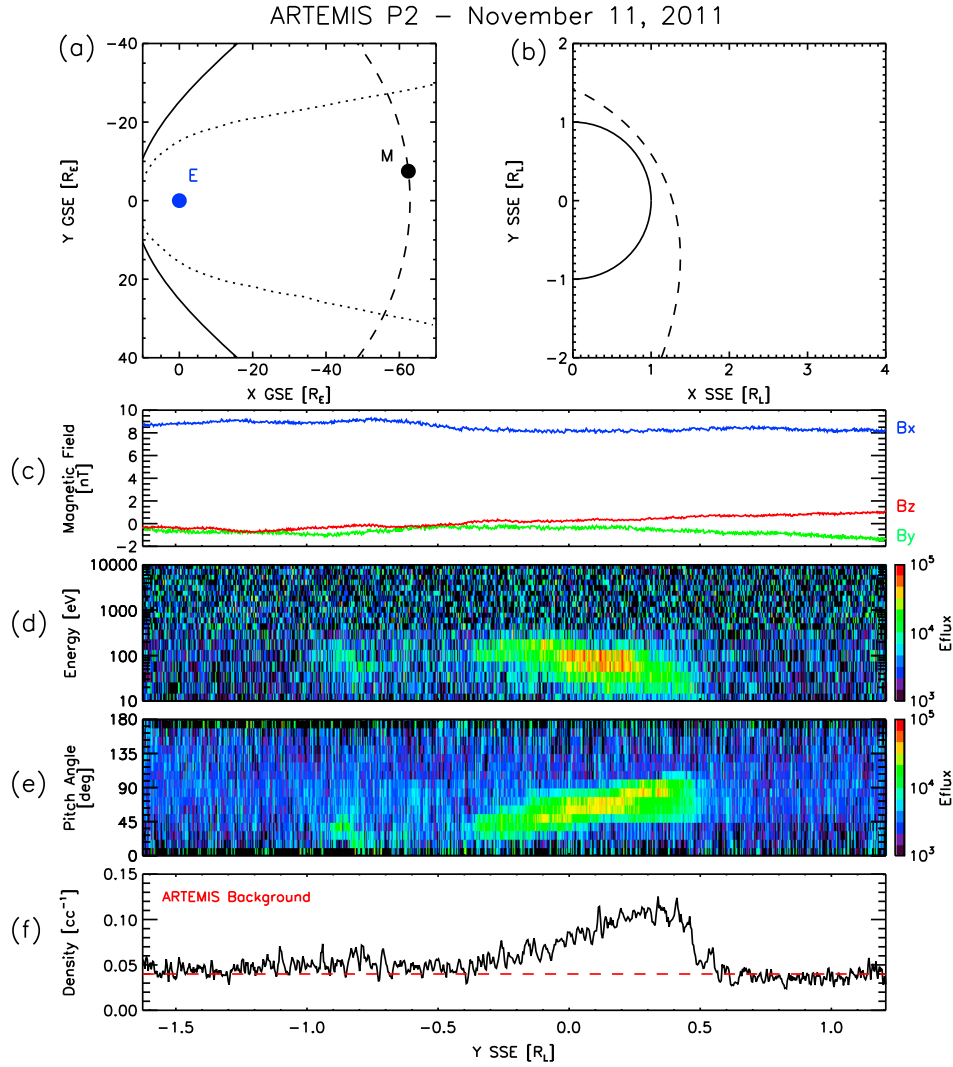 ARTEMIS P2 – November 11, 2011
(a)
-40
-20
0
20
40
Y GSE [R_E]
E
M
0
-20
-40
-60
X GSE [R_E]
(b)
2
1
0
-1
-2
Y SSE [R_L]
0
1
2
3
4
X SSE [R_L]
(c)
Magnetic Field
[nT]
10
8
6
4
2
0
-2
Bx
Bz
By
(d)
Energy [eV]
10000
1000
100
10
10^5
10^4
10^3
Eflux
(e)
Pitch Angle
[deg]
180
135
90
45
0
10^5
10^4
10^3
Eflux
(f)
Density [cc^-1]
0.15
0.10
0.05
0.00
ARTEMIS Background
-1.5
-1.0
-0.5
0.0
0.5
1.0
Y SSE [R_L]